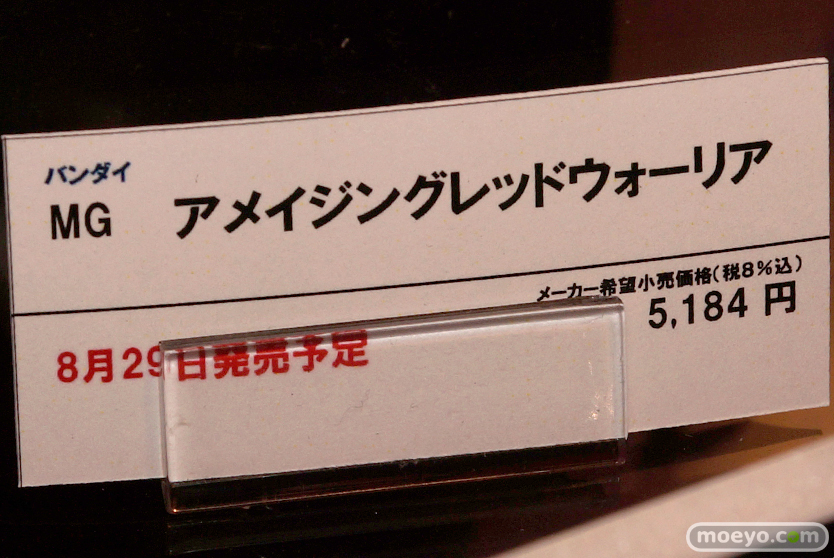 バンダイ
MG アメイジングレッドウォーリア
メーカー希望小売価格(税8%込)
5,184 円
8月29日発売予定
moeyo.com